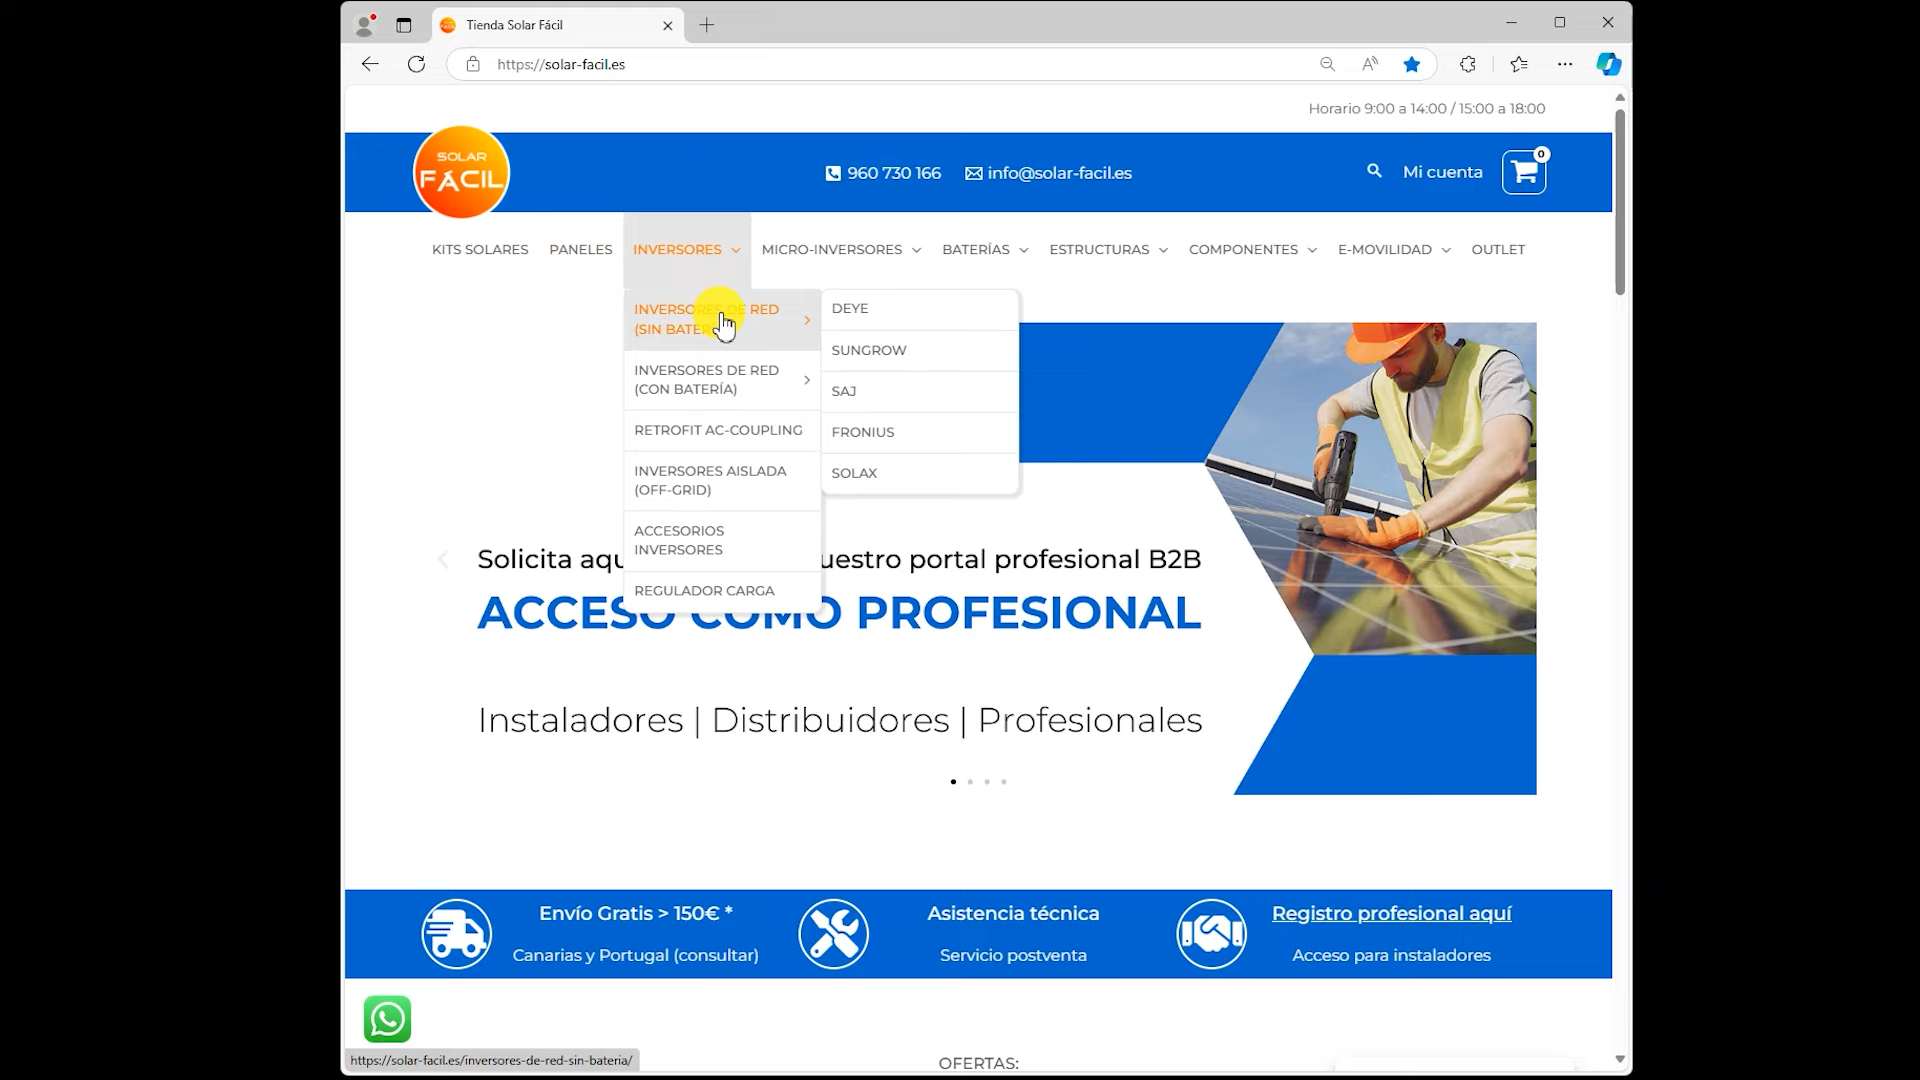 Tienda Solar Fácil
https://solar-facil.es
Horario 9:00 a 14:00 / 15:00 a 18:00
SOLAR
FÁCIL
960 730 166
info@solar-facil.es
Mi cuenta
0
KITS SOLARES
PANELES
INVERSORES
MICRO-INVERSORES
BATERÍAS
ESTRUCTURAS
COMPONENTES
E-MOVILIDAD
OUTLET
INVERSORES DE RED
(SIN BATER
DEYE
SUNGROW
SAJ
FRONIUS
SOLAX
INVERSORES DE RED
(CON BATERÍA)
RETROFIT AC-COUPLING
INVERSORES AISLADA
(OFF-GRID)
ACCESORIOS
INVERSORES
REGULADOR CARGA
Solicita aqu uestro portal profesional B2B
ACCESO COMO PROFESIONAL
Instaladores | Distribuidores | Profesionales
Envío Gratis > 150€ *
Canarias y Portugal (consultar)
Asistencia técnica
Servicio postventa
Registro profesional aquí
Acceso para instaladores
https://solar-facil.es/inversores-de-red-sin-bateria/
OFERTAS: